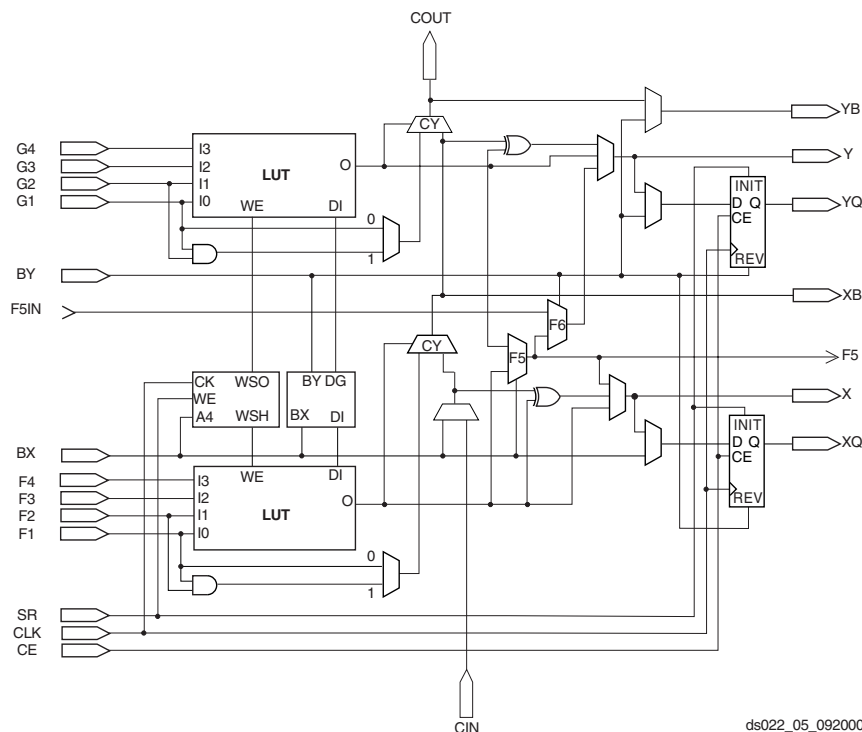 COUT
YB
CY
G4
I3
G3
I2
O
Y
G2
I1
LUT
INIT
G1
I0
WE
DI
D Q
YQ
CE
0
1
REV
BY
XB
F5IN
F6
CY
F5
F5
CK
WSO
BY DG
X
WE
A4
WSH
BX
DI
INIT
D Q
XQ
BX
CE
WE
DI
F4
I3
F3
I2
O
REV
F2
I1
LUT
F1
I0
0
1
SR
CLK
CE
CIN
ds022_05_092000